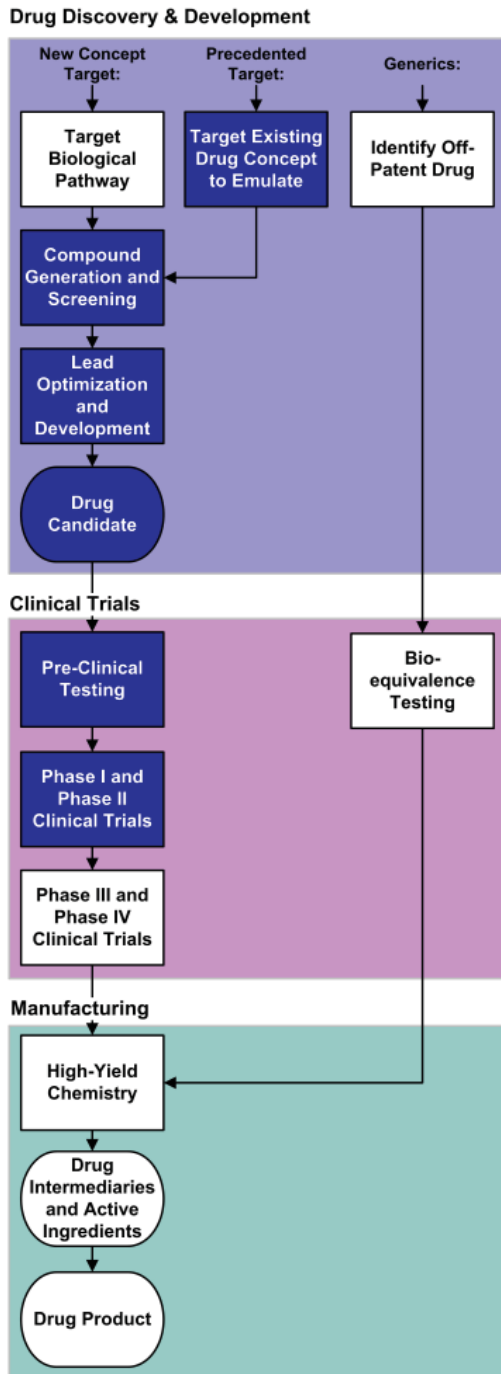 Drug Discovery & Development
New Concept
Target:
Precedented
Target:
Generics:
Target
Biological
Pathway
Target Existing
Drug Concept
to Emulate
Identify Off-
Patent Drug
Compound
Generation and
Screening
Lead
Optimization
and
Development
Drug
Candidate
Clinical Trials
Pre-Clinical
Testing
Bio-
equivalence
Testing
Phase I and
Phase II
Clinical Trials
Phase III and
Phase IV
Clinical Trials
Manufacturing
High-Yield
Chemistry
Drug
Intermediaries
and Active
Ingredients
Drug Product